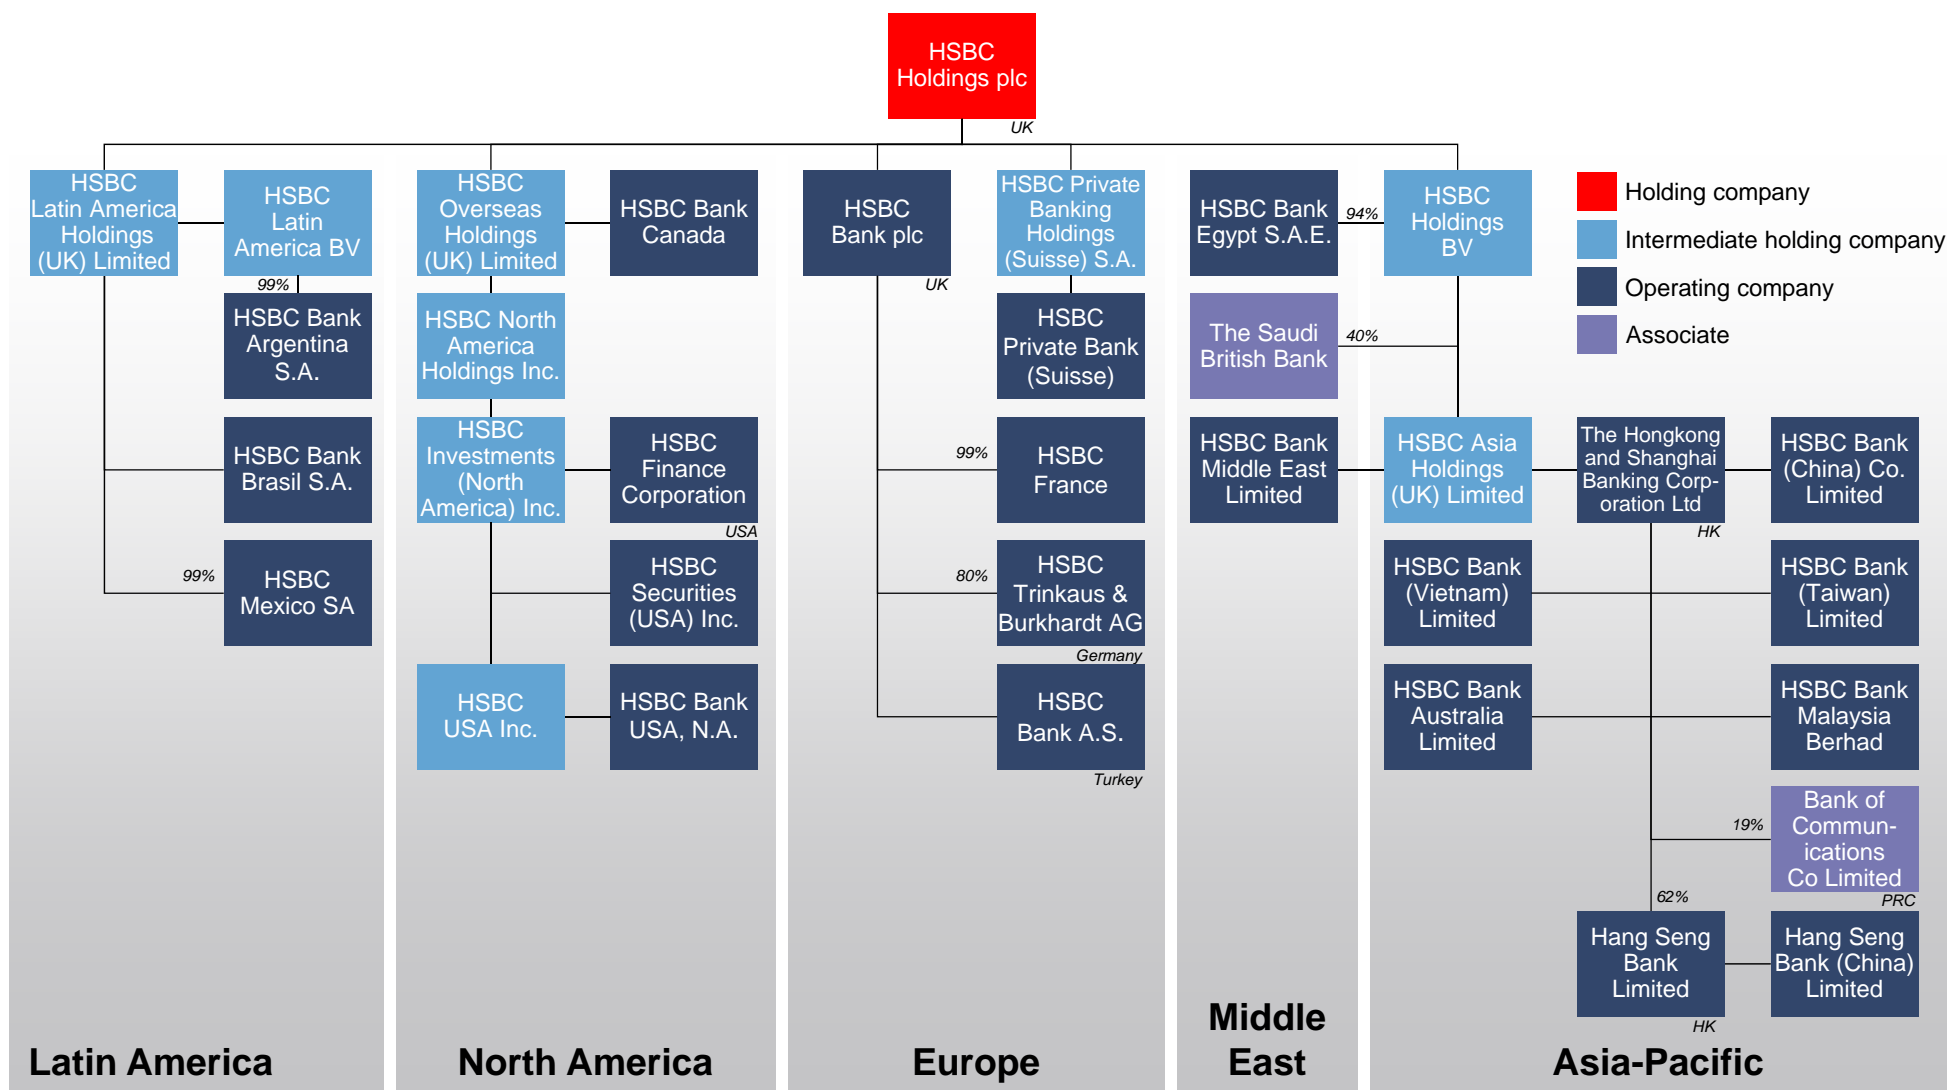 HSBC
Holdings plc
UK
HSBC
Latin America
Holdings
(UK) Limited
HSBC
Latin
America BV
99%
HSBC Bank
Argentina
S.A.
HSBC Bank
Brasil S.A.
99%
HSBC
Mexico SA
Latin America
HSBC
Overseas
Holdings
(UK) Limited
HSBC Bank
Canada
HSBC North
America
Holdings Inc.
HSBC
Investments
(North
America) Inc.
HSBC
Finance
Corporation
USA
HSBC
Securities
(USA) Inc.
HSBC
USA Inc.
HSBC Bank
USA, N.A.
North America
HSBC
Bank plc
UK
HSBC Private
Banking
Holdings
(Suisse) S.A.
HSBC
Private Bank
(Suisse)
99%
HSBC
France
80%
HSBC
Trinkaus &
Burkhardt AG
Germany
HSBC
Bank A.S.
Turkey
Europe
HSBC Bank
Egypt S.A.E.
94%
The Saudi
British Bank
40%
HSBC Bank
Middle East
Limited
Middle
East
HSBC
Holdings
BV
HSBC Asia
Holdings
(UK) Limited
The Hongkong
and Shanghai
Banking Corp-
oration Ltd
HK
HSBC Bank
(China) Co.
Limited
HSBC Bank
(Vietnam)
Limited
HSBC Bank
(Taiwan)
Limited
HSBC Bank
Australia
Limited
HSBC Bank
Malaysia
Berhad
19%
Bank of
Commun-
ications
Co Limited
PRC
62%
Hang Seng
Bank
Limited
HK
Hang Seng
Bank (China)
Limited
Asia-Pacific
Holding company
Intermediate holding company
Operating company
Associate